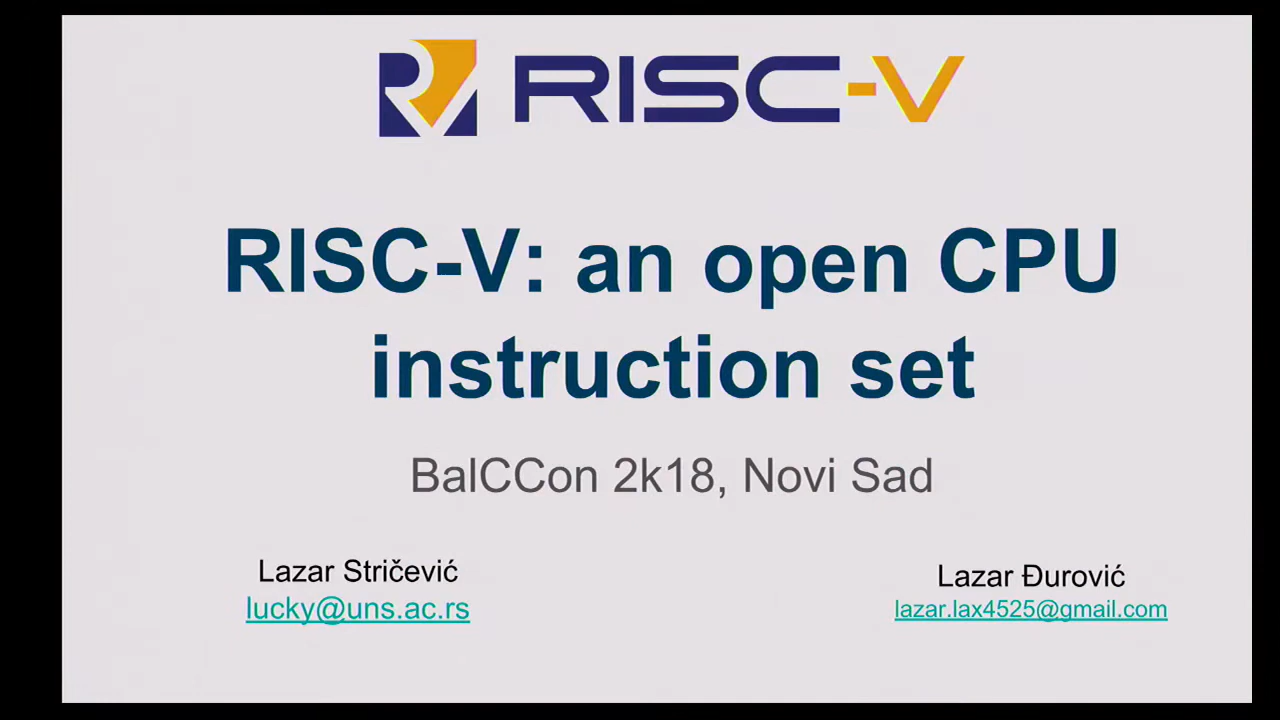 RISC-V
RISC-V: an open CPU
instruction set
BalCCon 2k18, Novi Sad
Lazar Stričević
lucky@uns.ac.rs
Lazar Đurović
lazar.lax4525@gmail.com